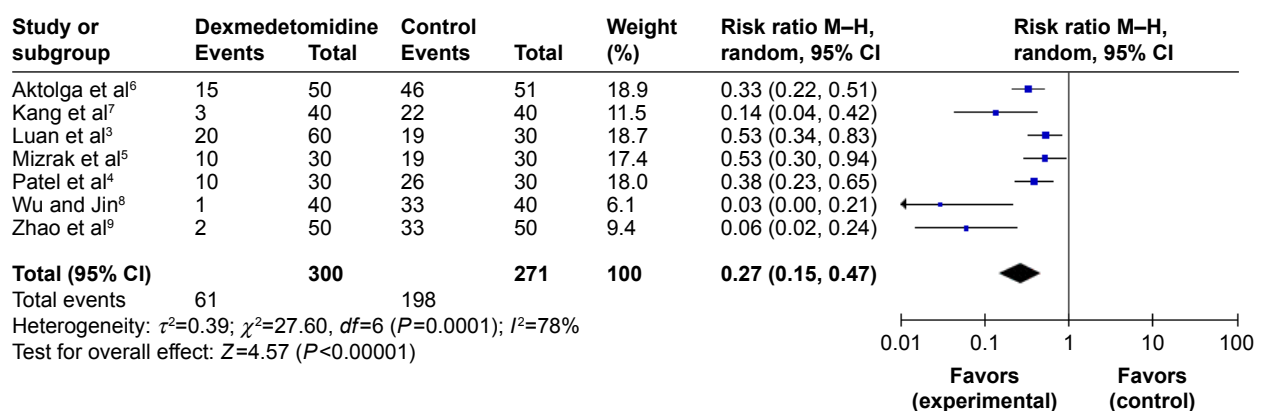 Study or subgroup Dexmedetomidine Events Total Control Events Total Weight (%) Risk ratio M–H, random, 95% CI Risk ratio M–H, random, 95% CI
Aktolga et al⁶ 15 50 46 51 18.9 0.33 (0.22, 0.51)
Kang et al⁷ 3 40 22 40 11.5 0.14 (0.04, 0.42)
Luan et al³ 20 60 19 30 18.7 0.53 (0.34, 0.83)
Mizrak et al⁵ 10 30 19 30 17.4 0.53 (0.30, 0.94)
Patel et al⁴ 10 30 26 30 18.0 0.38 (0.23, 0.65)
Wu and Jin⁸ 1 40 33 40 6.1 0.03 (0.00, 0.21)
Zhao et al⁹ 2 50 33 50 9.4 0.06 (0.02, 0.24)
Total (95% CI) 300 271 100 0.27 (0.15, 0.47)
Total events 61 198
Heterogeneity: τ²=0.39; χ²=27.60, df=6 (P=0.0001); I²=78%
Test for overall effect: Z=4.57 (P<0.00001)
0.01 0.1 1 10 100
Favors (experimental) Favors (control)